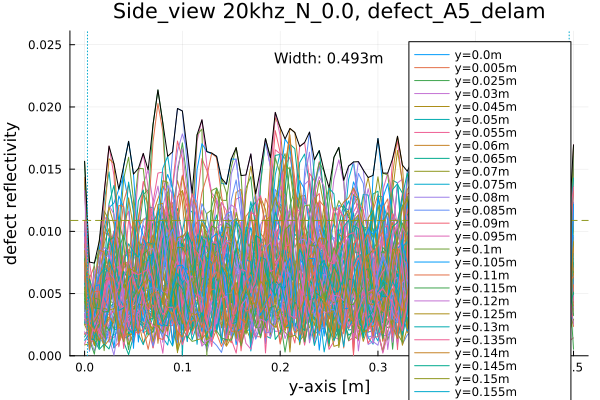 Side_view 20khz_N_0.0, defect_A5_delam
0.025
0.020
0.015
0.010
0.005
0.000
defect reflectivity
Width: 0.493m
0.0
0.1
0.2
0.3
.5
y-axis [m]
y=0.0m
y=0.005m
y=0.025m
y=0.03m
y=0.045m
y=0.05m
y=0.055m
y=0.06m
y=0.065m
y=0.07m
y=0.075m
y=0.08m
y=0.085m
y=0.09m
y=0.095m
y=0.1m
y=0.105m
y=0.11m
y=0.115m
y=0.12m
y=0.125m
y=0.13m
y=0.135m
y=0.14m
y=0.145m
y=0.15m
y=0.155m